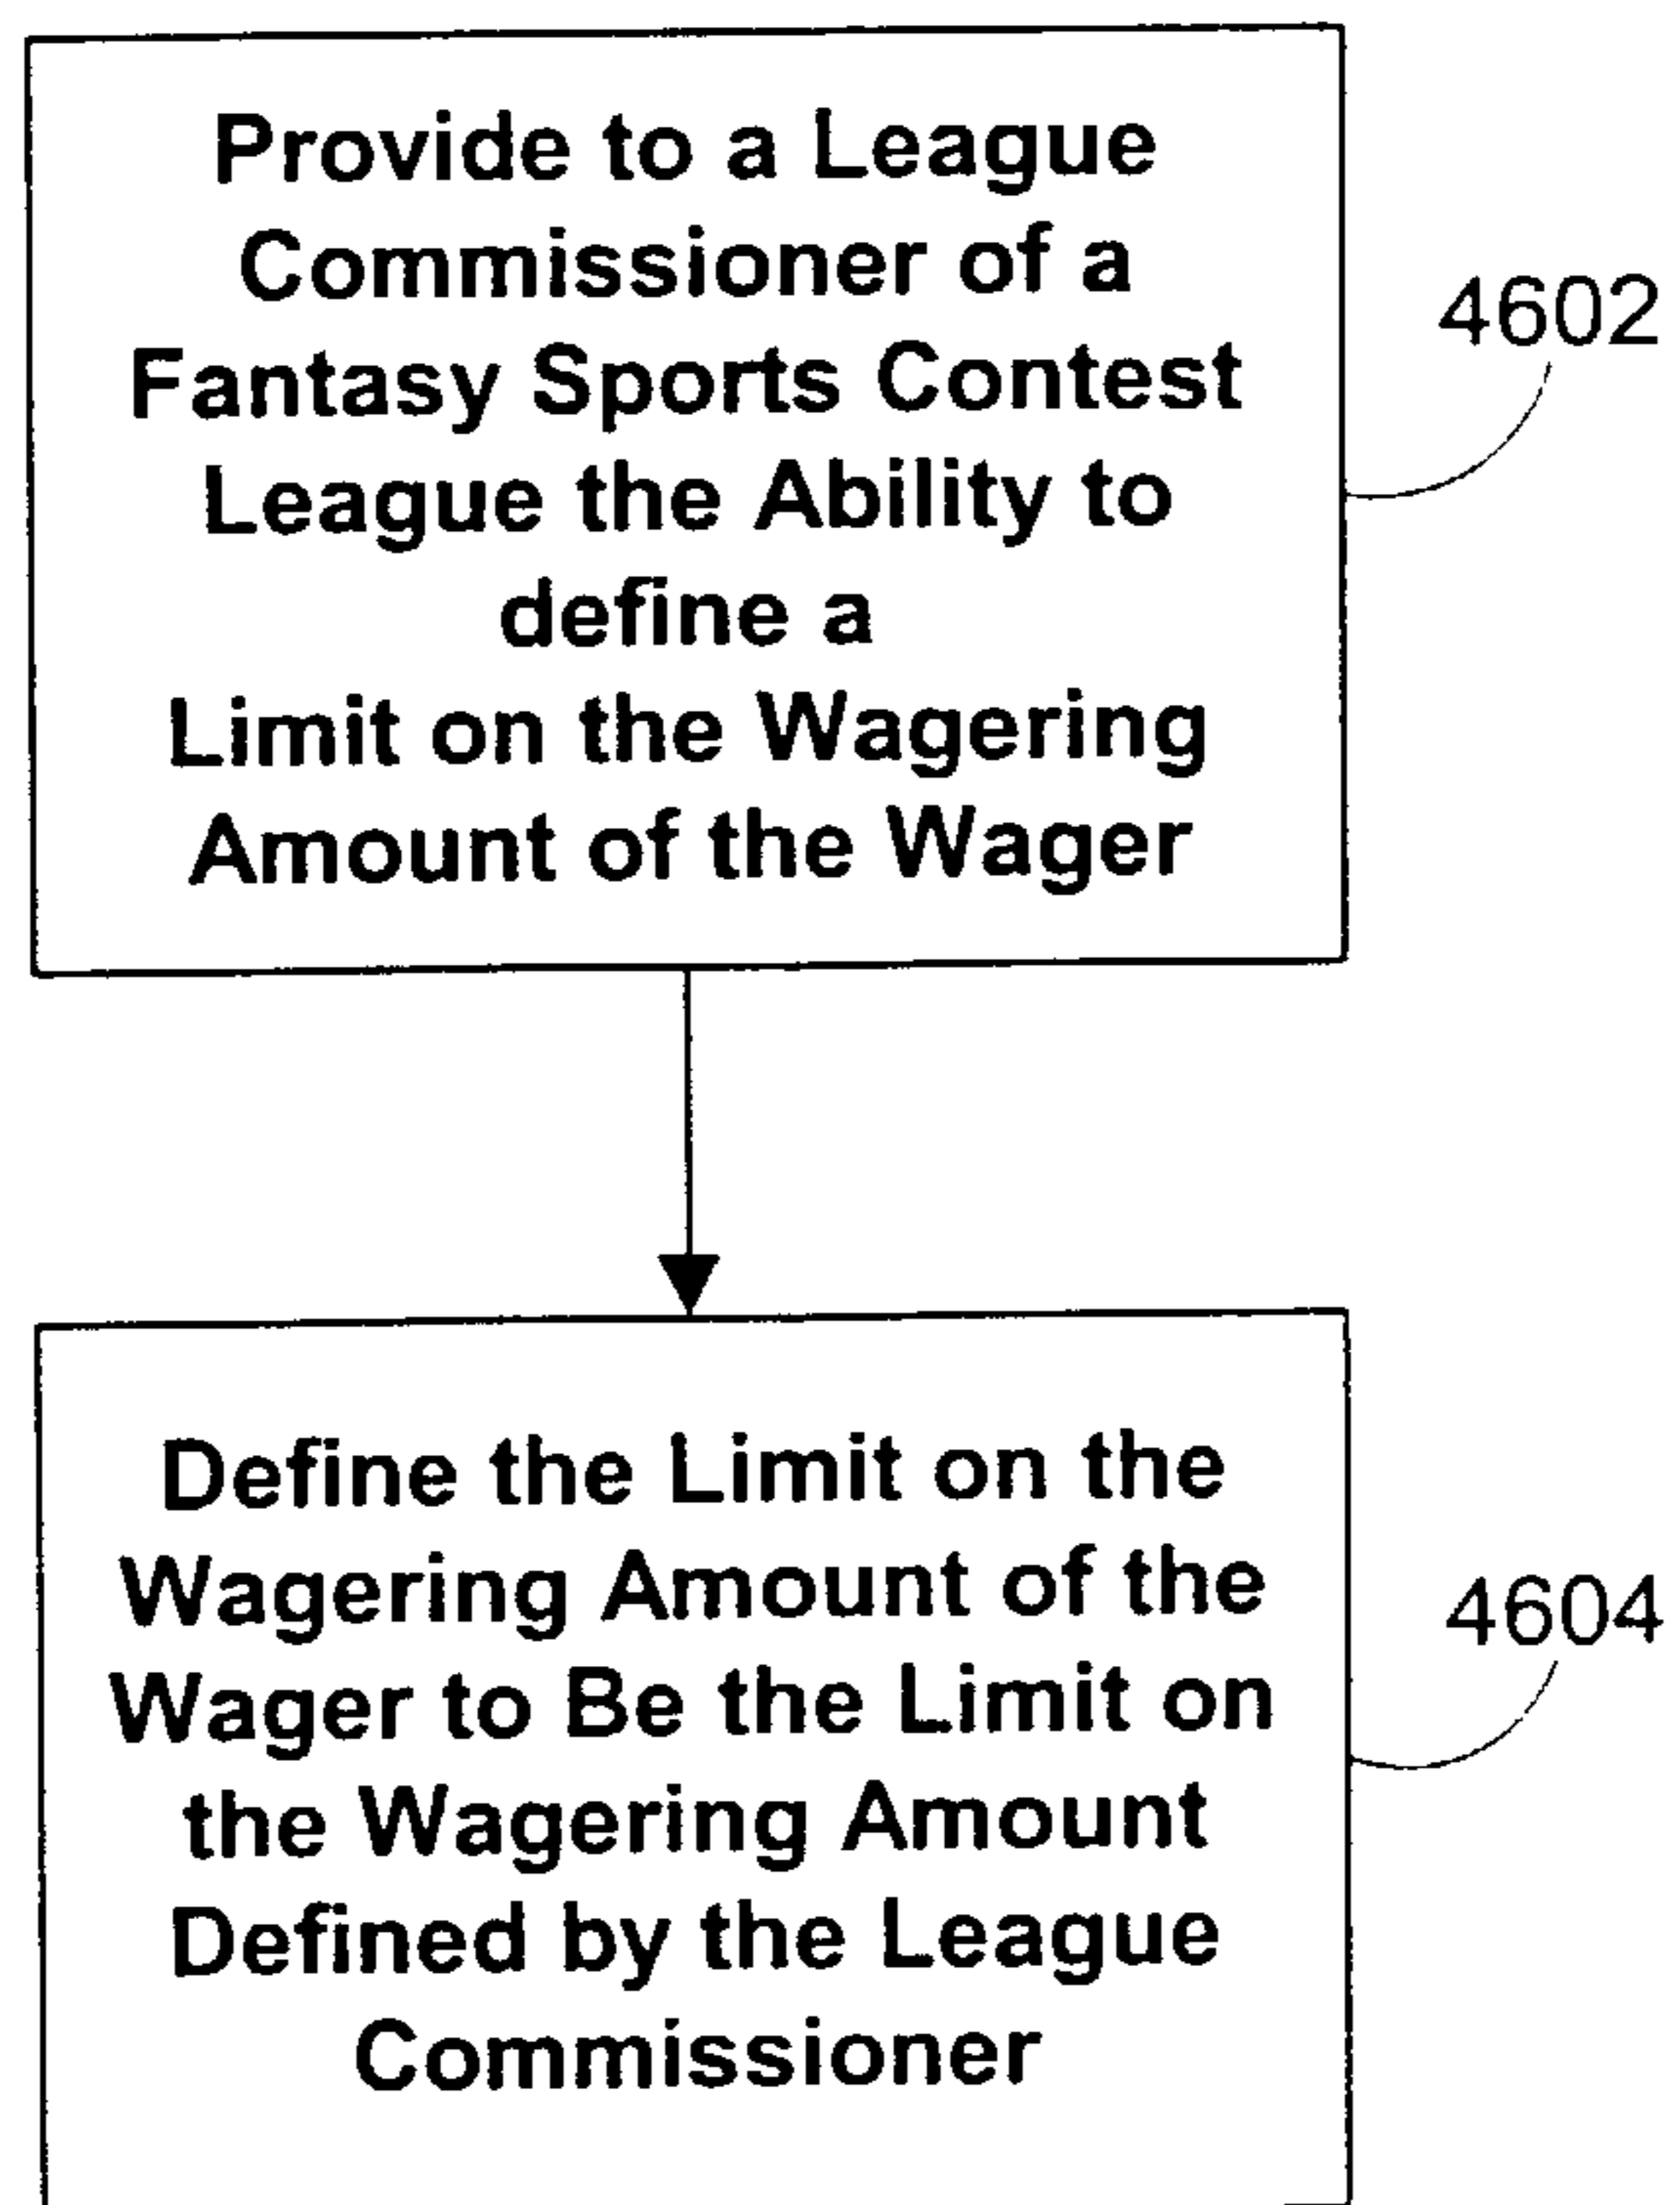 Provide to a League
Commissioner of a
Fantasy Sports Contest
League the Ability to
define a
Limit on the Wagering
Amount of the Wager
4602
Define the Limit on the
Wagering Amount of the
Wager to Be the Limit on
the Wagering Amount
Defined by the League
Commissioner
4604